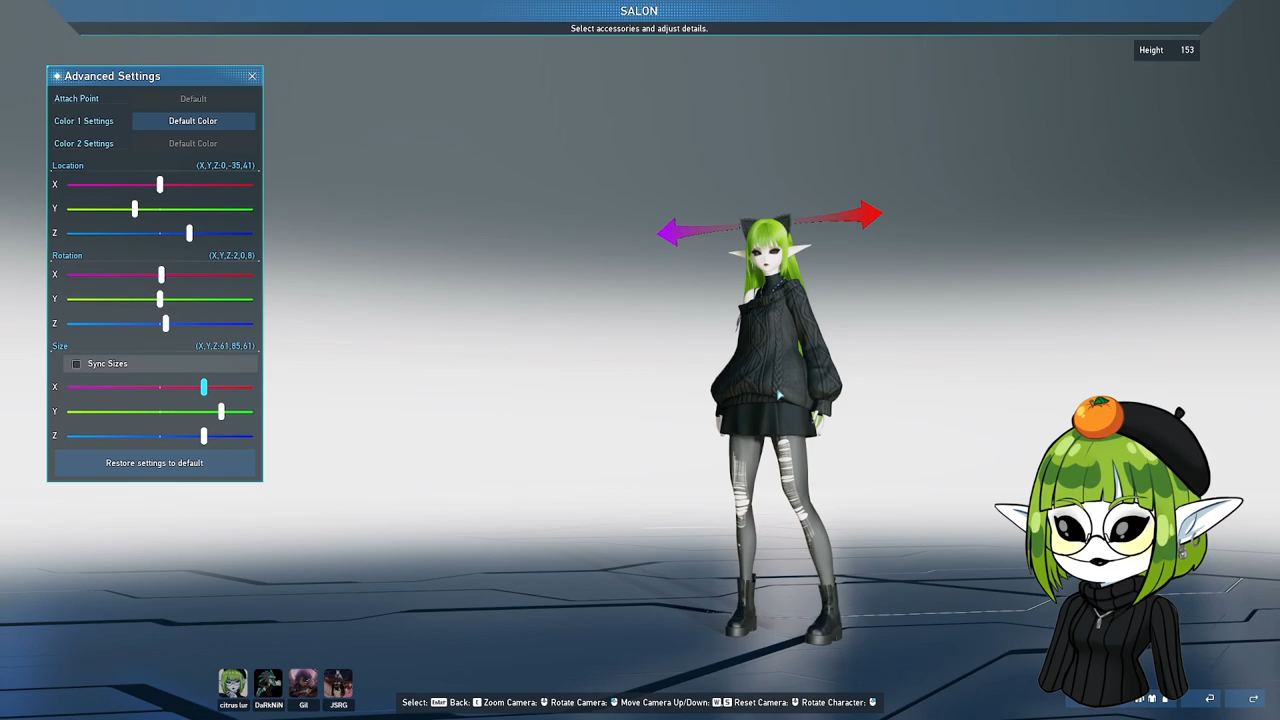 SALON
Select accessories and adjust details.
Height 153
Advanced Settings
Attach Point Default
Color 1 Settings Default Color
Color 2 Settings Default Color
Location (X,Y,Z:0,-35,41)
X
Y
Z
Rotation (X,Y,Z:2,0,8)
X
Y
Z
Size (X,Y,Z:61,85,61)
Sync Sizes
X
Y
Z
Restore settings to default
citrus lur DaRkNiN Gil JSRG
Select: Enter Back: E Zoom Camera: Rotate Camera: Move Camera Up/Down: W, S Reset Camera: Rotate Character: